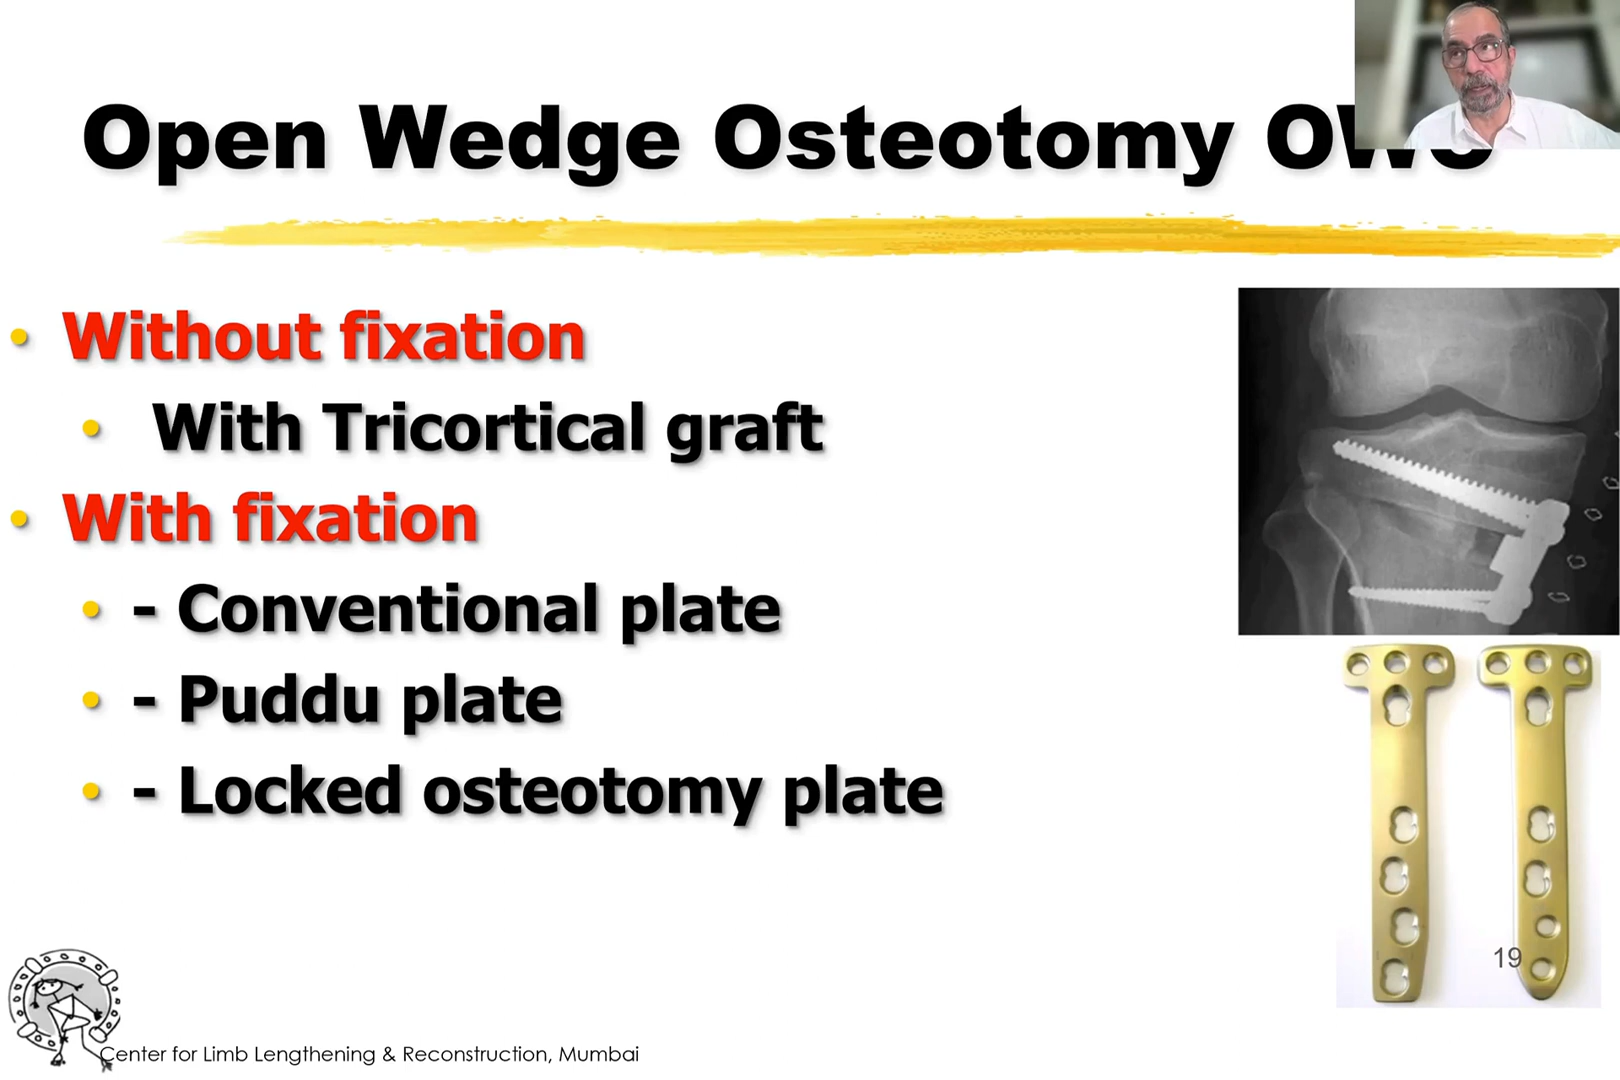 Open Wedge Osteotomy
• Without fixation
• With Tricortical graft
• With fixation
• - Conventional plate
• - Puddu plate
• - Locked osteotomy plate
19
Center for Limb Lengthening & Reconstruction, Mumbai